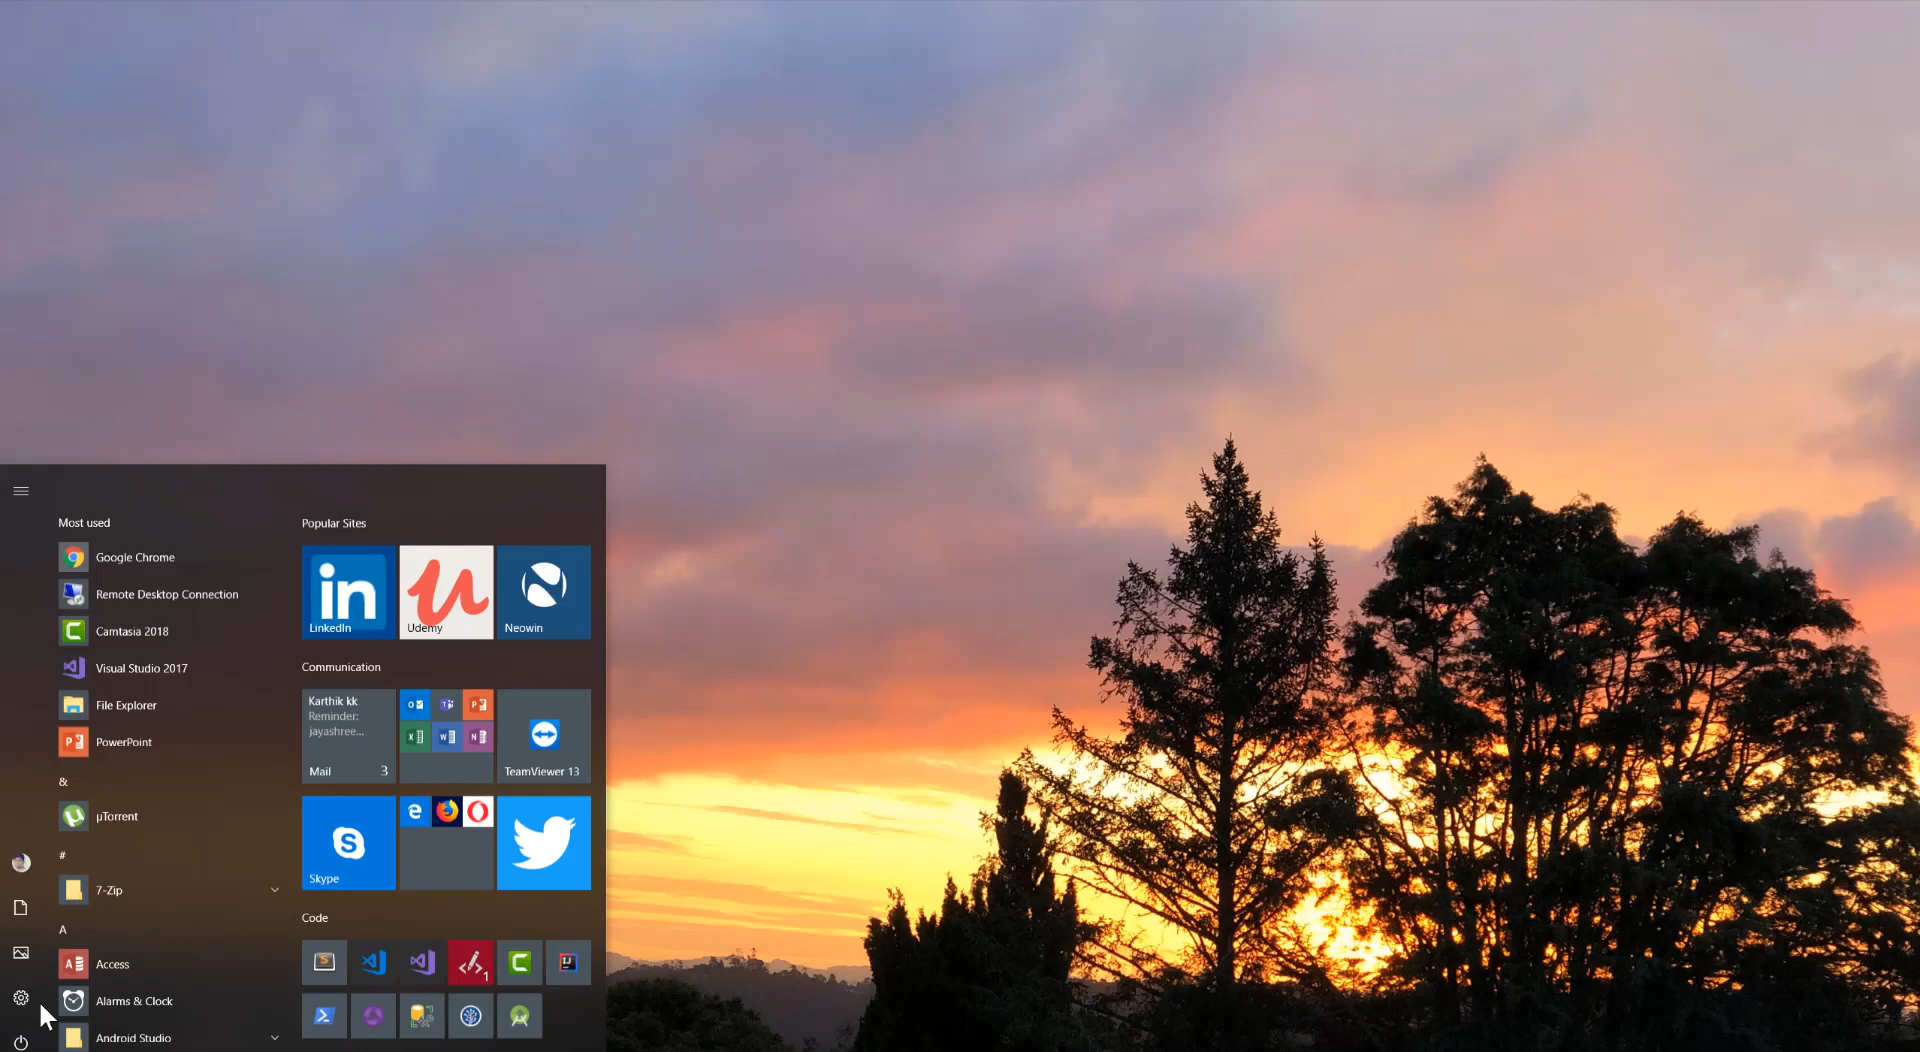 Most used
Google Chrome
Remote Desktop Connection
Camtasia 2018
Visual Studio 2017
File Explorer
PowerPoint
&
µTorrent
#
7-Zip
A
Access
Alarms & Clock
Android Studio
Popular Sites
LinkedIn
Udemy
Neowin
Communication
Karthik kk
Reminder:
jayashree...
Mail 3
TeamViewer 13
Skype
Code
1